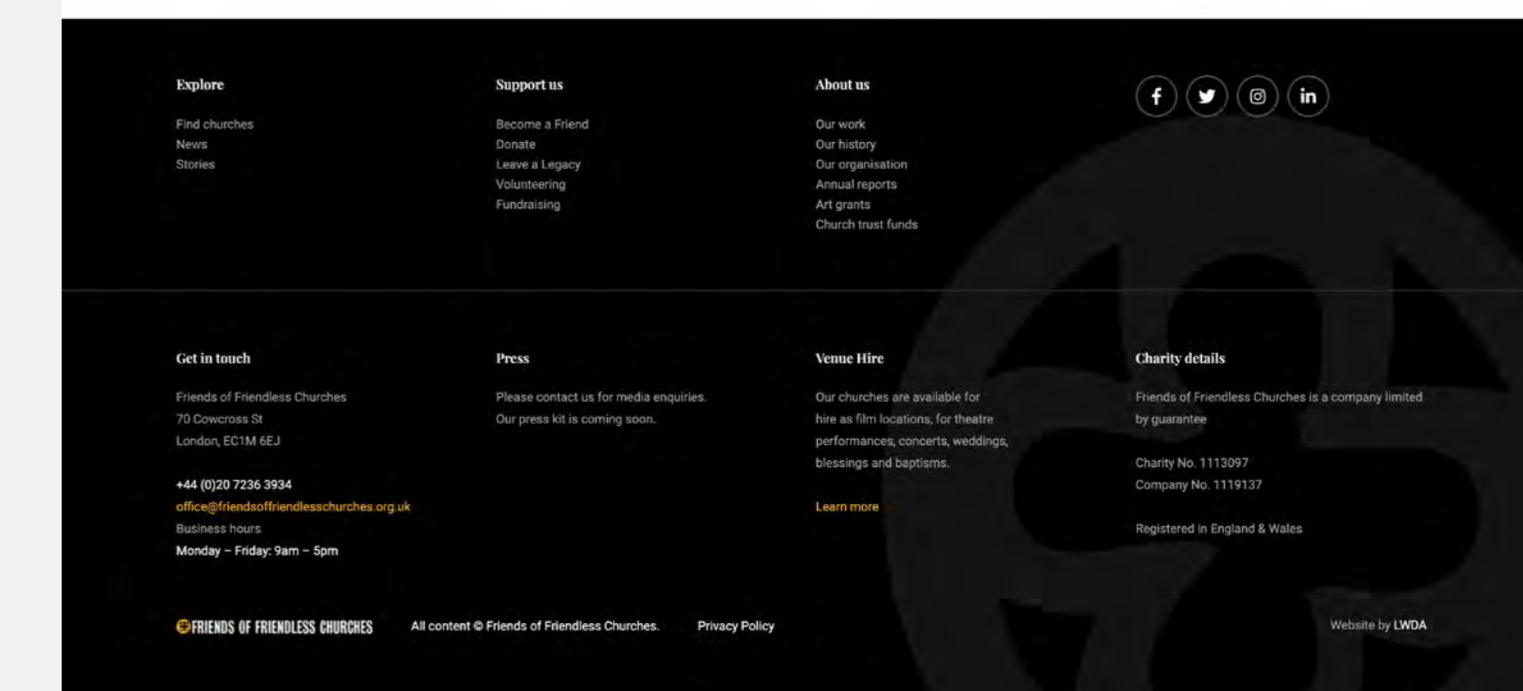 Explore
Find churches
News
Stories
Support us
Become a Friend
Donate
Leave a Legacy
Volunteering
Fundraising
About us
Our work
Our history
Our organisation
Annual reports
Art grants
Church trust funds
f
in
Get in touch
Friends of Friendless Churches
70 Cowcross St
London, EC1M 6EJ
+44 (0)20 7236 3934
office@friendsoffriendlesschurches.org.uk
Business hours
Monday – Friday: 9am – 5pm
Press
Please contact us for media enquiries.
Our press kit is coming soon.
Venue Hire
Our churches are available for
hire as film locations, for theatre
performances, concerts, weddings,
blessings and baptisms.
Learn more
Charity details
Friends of Friendless Churches is a company limited
by guarantee
Charity No. 1113097
Company No. 1119137
Registered in England & Wales
FRIENDS OF FRIENDLESS CHURCHES
All content © Friends of Friendless Churches.
Privacy Policy
Website by LWDA